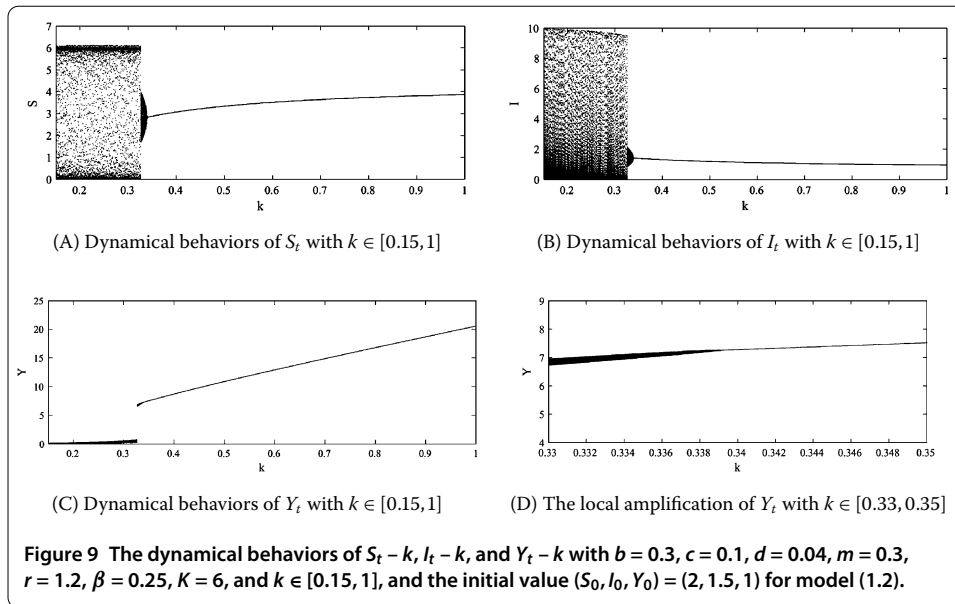 7
6
5
4
3
2
1
0
S
0.2 0.3 0.4 0.5 0.6 0.7 0.8 0.9 1
k
(A) Dynamical behaviors of S_t with k ∈ [0.15, 1]
10
8
6
4
2
0
I
0.2 0.3 0.4 0.5 0.6 0.7 0.8 0.9 1
k
(B) Dynamical behaviors of I_t with k ∈ [0.15, 1]
25
20
15
10
5
0
Y
0.2 0.3 0.4 0.5 0.6 0.7 0.8 0.9 1
k
(C) Dynamical behaviors of Y_t with k ∈ [0.15, 1]
9
8
7
6
5
4
Y
0.33 0.332 0.334 0.336 0.338 0.34 0.342 0.344 0.346 0.348 0.35
k
(D) The local amplification of Y_t with k ∈ [0.33, 0.35]
Figure 9 The dynamical behaviors of S_t – k, I_t – k, and Y_t – k with b = 0.3, c = 0.1, d = 0.04, m = 0.3,
r = 1.2, β = 0.25, K = 6, and k ∈ [0.15, 1], and the initial value (S_0, I_0, Y_0) = (2, 1.5, 1) for model (1.2).